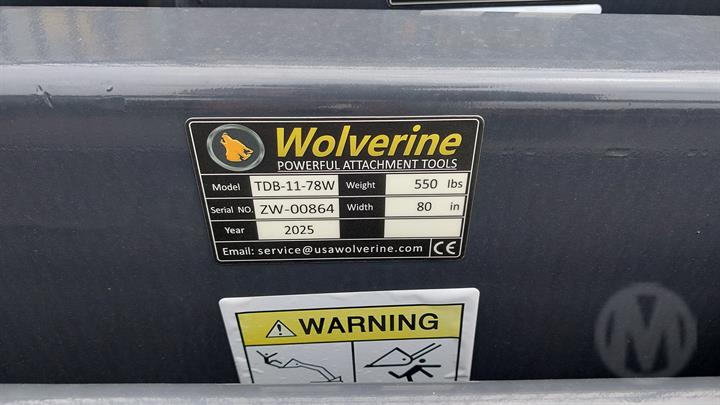 Wolverine
POWERFUL ATTACHMENT TOOLS
Model TDB-11-78W Weight 550 lbs
Serial NO. ZW-00864 Width 80 in
Year 2025
Email: service@usawolverine.com CE
WARNING
M